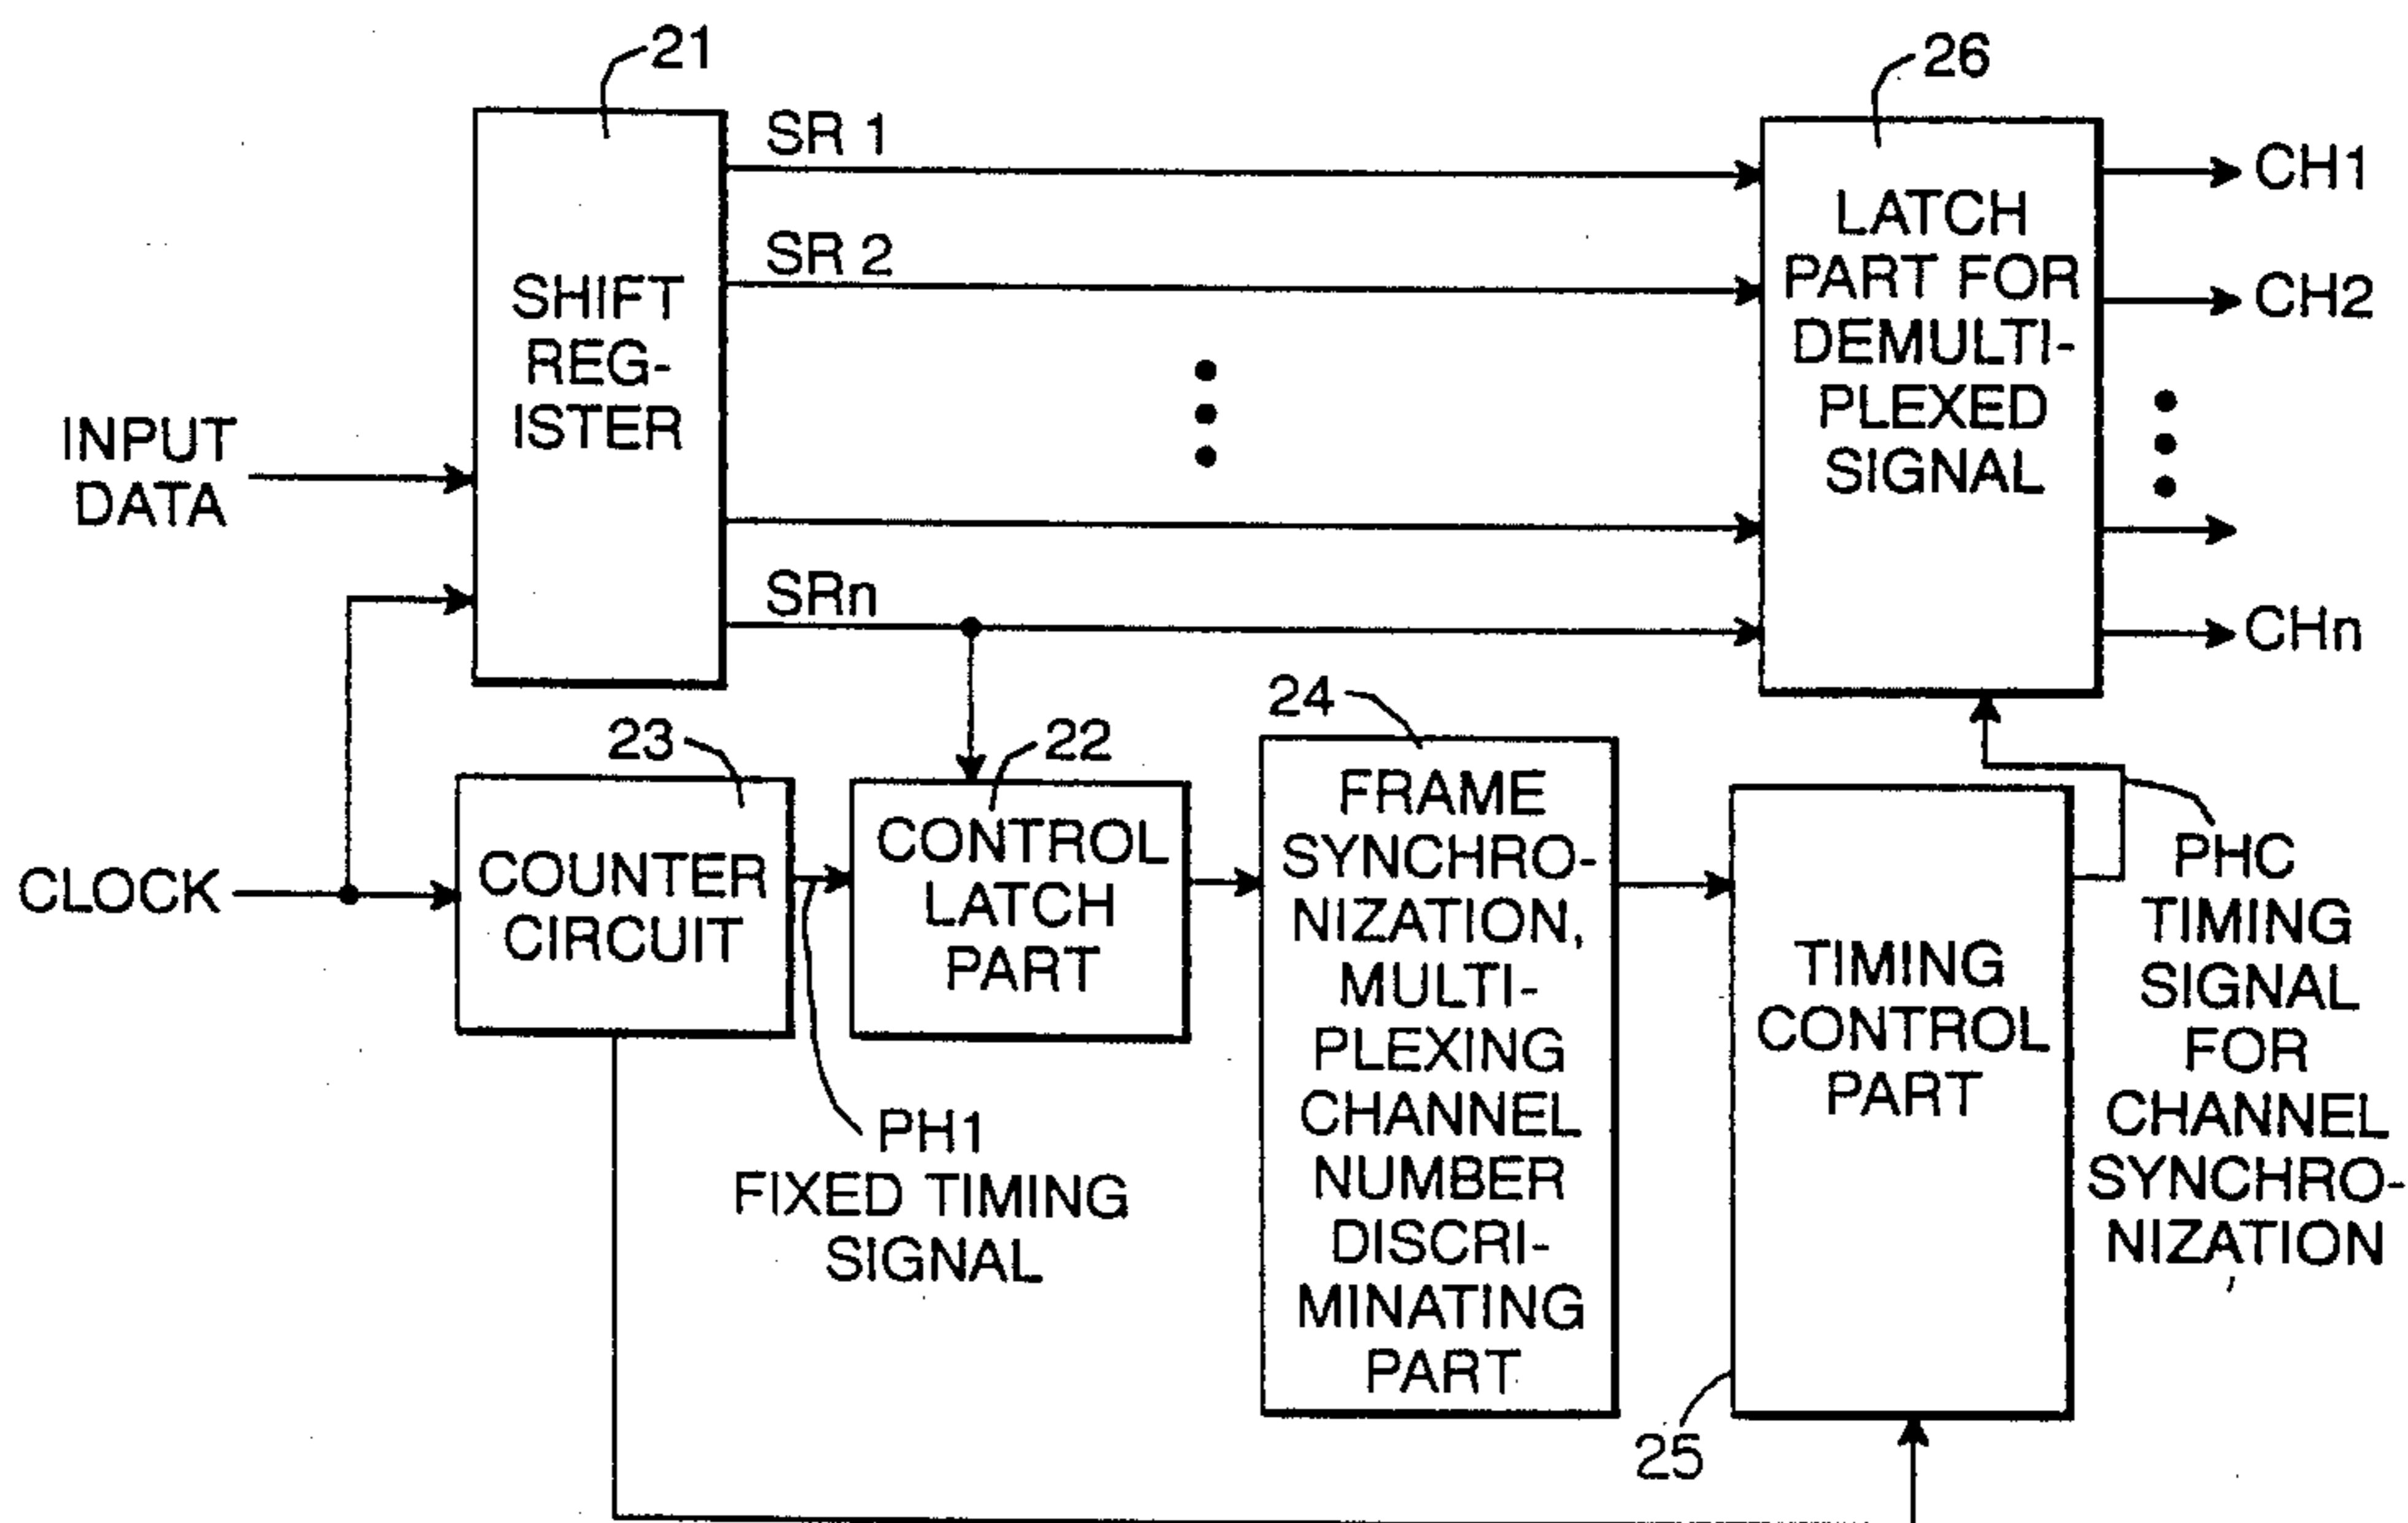 21
SHIFT
REG-
ISTER
INPUT
DATA
CLOCK
SR 1
SR 2
SRn
26
LATCH
PART FOR
DEMULTI-
PLEXED
SIGNAL
CH1
CH2
CHn
23
COUNTER
CIRCUIT
22
CONTROL
LATCH
PART
PH1
FIXED TIMING
SIGNAL
24
FRAME
SYNCHRO-
NIZATION,
MULTI-
PLEXING
CHANNEL
NUMBER
DISCRI-
MINATING
PART
TIMING
CONTROL
PART
25
PHC
TIMING
SIGNAL
FOR
CHANNEL
SYNCHRO-
NIZATION